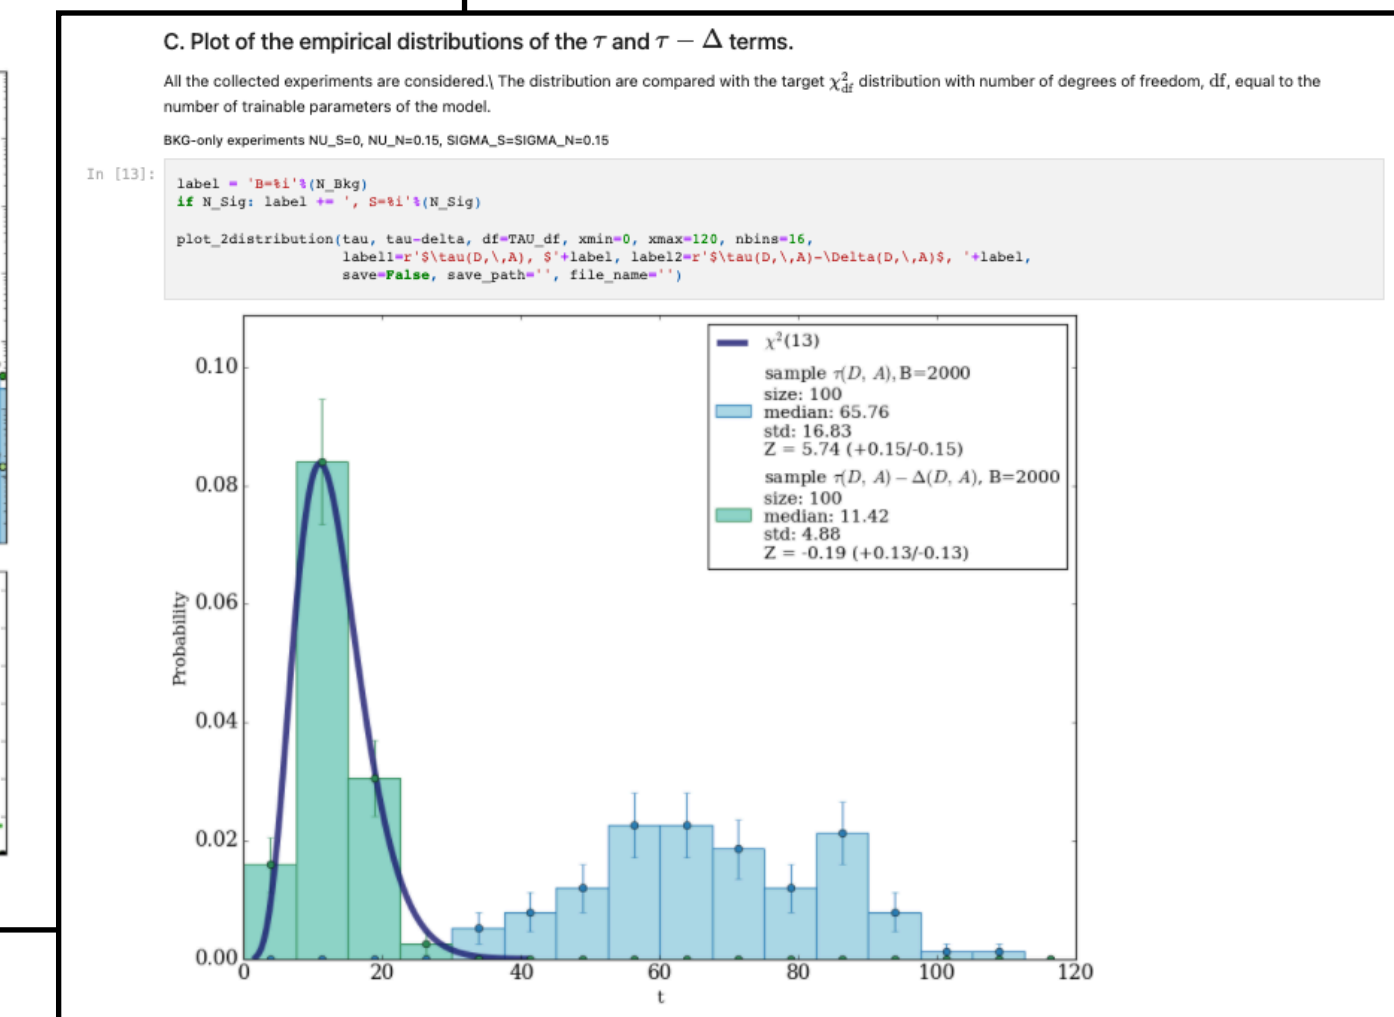 C. Plot of the empirical distributions of the τ and τ − Δ terms.
All the collected experiments are considered.\ The distribution are compared with the target χ²_df distribution with number of degrees of freedom, df, equal to the
number of trainable parameters of the model.
BKG-only experiments NU_S=0, NU_N=0.15, SIGMA_S=SIGMA_N=0.15
In [13]:
label = 'B=%i'%(N_Bkg)
if N_Sig: label += ', S=%i'%(N_Sig)
plot_2distribution(tau, tau-delta, df=TAU_df, xmin=0, xmax=120, nbins=16,
label1=r'$\tau(D,\,A), $'+label, label2=r'$\tau(D,\,A)-\Delta(D,\,A)$, '+label,
save=False, save_path='', file_name='')
χ²(13)
sample τ(D, A), B=2000
size: 100
median: 65.76
std: 16.83
Z = 5.74 (+0.15/-0.15)
sample τ(D, A) − Δ(D, A), B=2000
size: 100
median: 11.42
std: 4.88
Z = -0.19 (+0.13/-0.13)
Probability
0.10
0.08
0.06
0.04
0.02
0.00
0 20 40 60 80 100 120
t